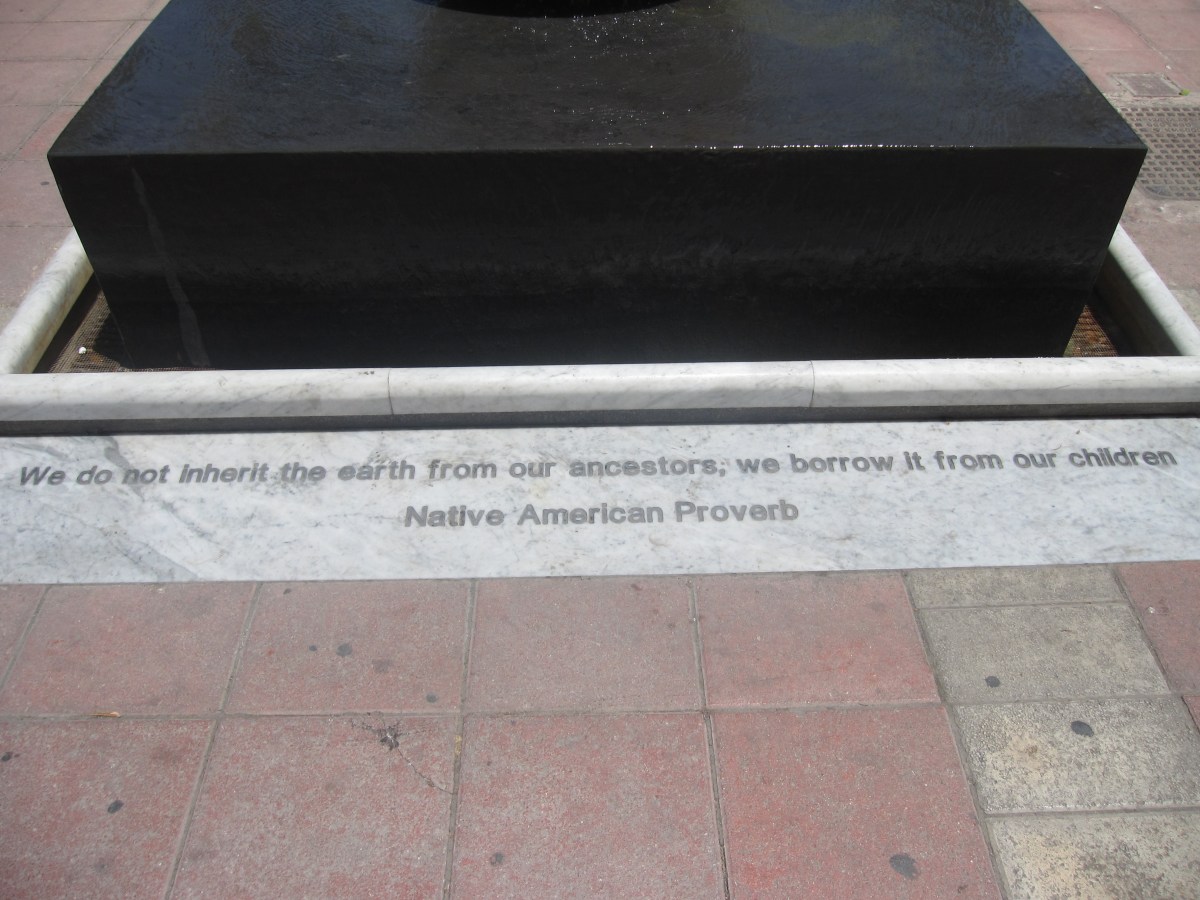 We do not inherit the earth from our ancestors; we borrow it from our children
Native American Proverb